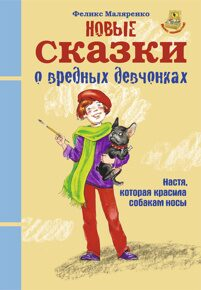 Феликс Маляренко
НОВЫЕ
СКАЗКИ
о вредных девчонках
Настя,
которая красила
собакам носы